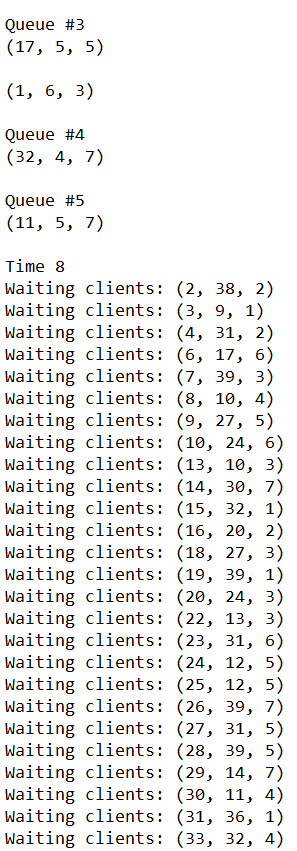 Queue #3
(17, 5, 5)
(1, 6, 3)
Queue #4
(32, 4, 7)
Queue #5
(11, 5, 7)
Time 8
Waiting clients: (2, 38, 2)
Waiting clients: (3, 9, 1)
Waiting clients: (4, 31, 2)
Waiting clients: (6, 17, 6)
Waiting clients: (7, 39, 3)
Waiting clients: (8, 10, 4)
Waiting clients: (9, 27, 5)
Waiting clients: (10, 24, 6)
Waiting clients: (13, 10, 3)
Waiting clients: (14, 30, 7)
Waiting clients: (15, 32, 1)
Waiting clients: (16, 20, 2)
Waiting clients: (18, 27, 3)
Waiting clients: (19, 39, 1)
Waiting clients: (20, 24, 3)
Waiting clients: (22, 13, 3)
Waiting clients: (23, 31, 6)
Waiting clients: (24, 12, 5)
Waiting clients: (25, 12, 5)
Waiting clients: (26, 39, 7)
Waiting clients: (27, 31, 5)
Waiting clients: (28, 39, 5)
Waiting clients: (29, 14, 7)
Waiting clients: (30, 11, 4)
Waiting clients: (31, 36, 1)
Waiting clients: (33, 32, 4)